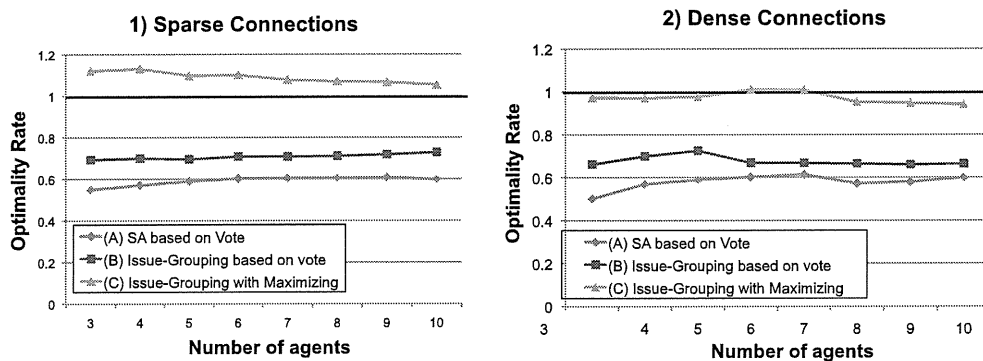 1) Sparse Connections
Optimality Rate
1.2
1
0.8
0.6
0.4
0.2
0
(A) SA based on Vote
(B) Issue-Grouping based on vote
(C) Issue-Grouping with Maximizing
3 4 5 6 7 8 9 10
Number of agents
2) Dense Connections
Optimality Rate
1.2
1
0.8
0.6
0.4
0.2
0
(A) SA based on Vote
(B) Issue-Grouping based on vote
(C) Issue-Grouping with Maximizing
3 4 5 6 7 8 9 10
Number of agents